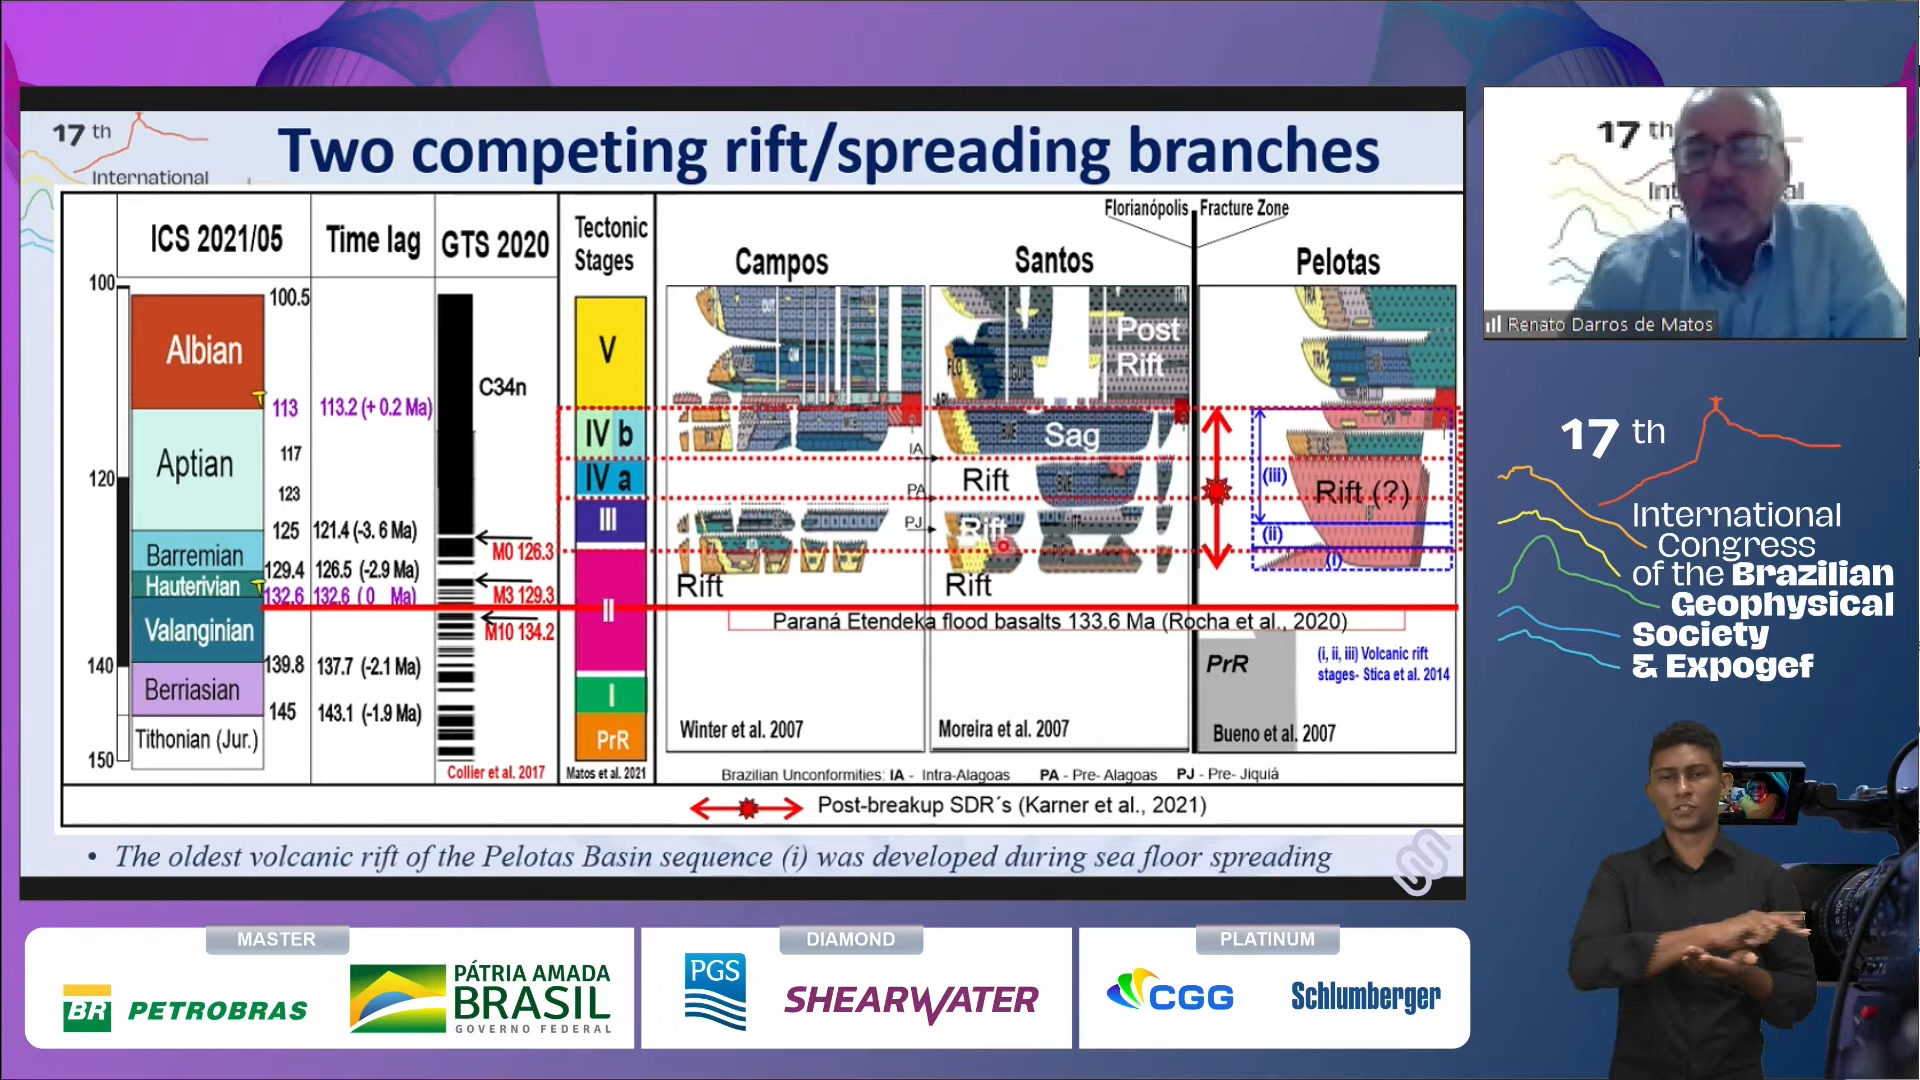 17 th
International
Two competing rift/spreading branches
ICS 2021/05
Time lag
GTS 2020
Tectonic
Stages
Campos
Santos
Florianópolis Fracture Zone
Pelotas
100
120
140
150
Albian
Aptian
Barremian
Hauterivian
Valanginian
Berriasian
Tithonian (Jur.)
100.5
113
117
123
125
129.4
132.6
139.8
145
113.2 (+ 0.2 Ma)
121.4 (-3. 6 Ma)
126.5 (-2.9 Ma)
132.6 ( 0 Ma)
137.7 (-2.1 Ma)
143.1 (-1.9 Ma)
C34n
M0 126.3
M3 129.3
M10 134.2
Collier et al. 2017
V
IV b
IV a
III
II
I
PrR
Matos et al. 2021
Rift
Winter et al. 2007
IA
PA
PJ
Post
Rift
Sag
Rift
Rift
Rift
Moreira et al. 2007
Rift (?)
(iii)
(ii)
(i)
Paraná Etendeka flood basalts 133.6 Ma (Rocha et al., 2020)
PrR
(i, ii, iii) Volcanic rift
stages- Stica et al. 2014
Bueno et al. 2007
Brazilian Unconformities: IA - Intra-Alagoas PA - Pre- Alagoas PJ - Pre- Jiquiá
Post-breakup SDR´s (Karner et al., 2021)
• The oldest volcanic rift of the Pelotas Basin sequence (i) was developed during sea floor spreading
17 th
Renato Darros de Matos
17 th
International
Congress
of the Brazilian
Geophysical
Society
& Expogef
MASTER
BR PETROBRAS
PÁTRIA AMADA
BRASIL
GOVERNO FEDERAL
DIAMOND
PGS
SHEARWATER
PLATINUM
CGG
Schlumberger